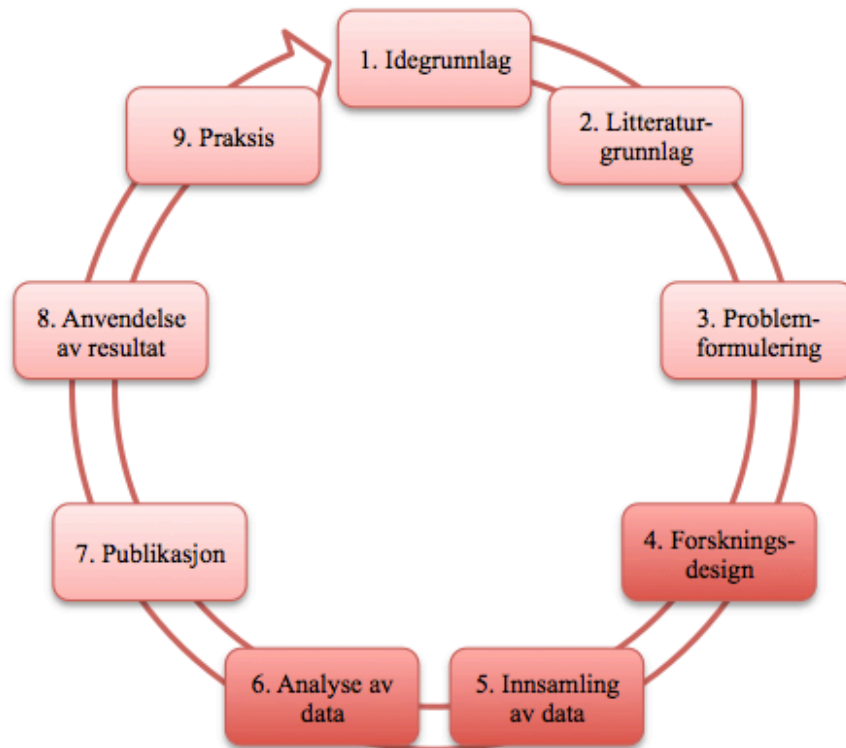 1. Idegrunnlag
2. Litteratur-
grunnlag
3. Problem-
formulering
4. Forsknings-
design
5. Innsamling
av data
6. Analyse av
data
7. Publikasjon
8. Anvendelse
av resultat
9. Praksis